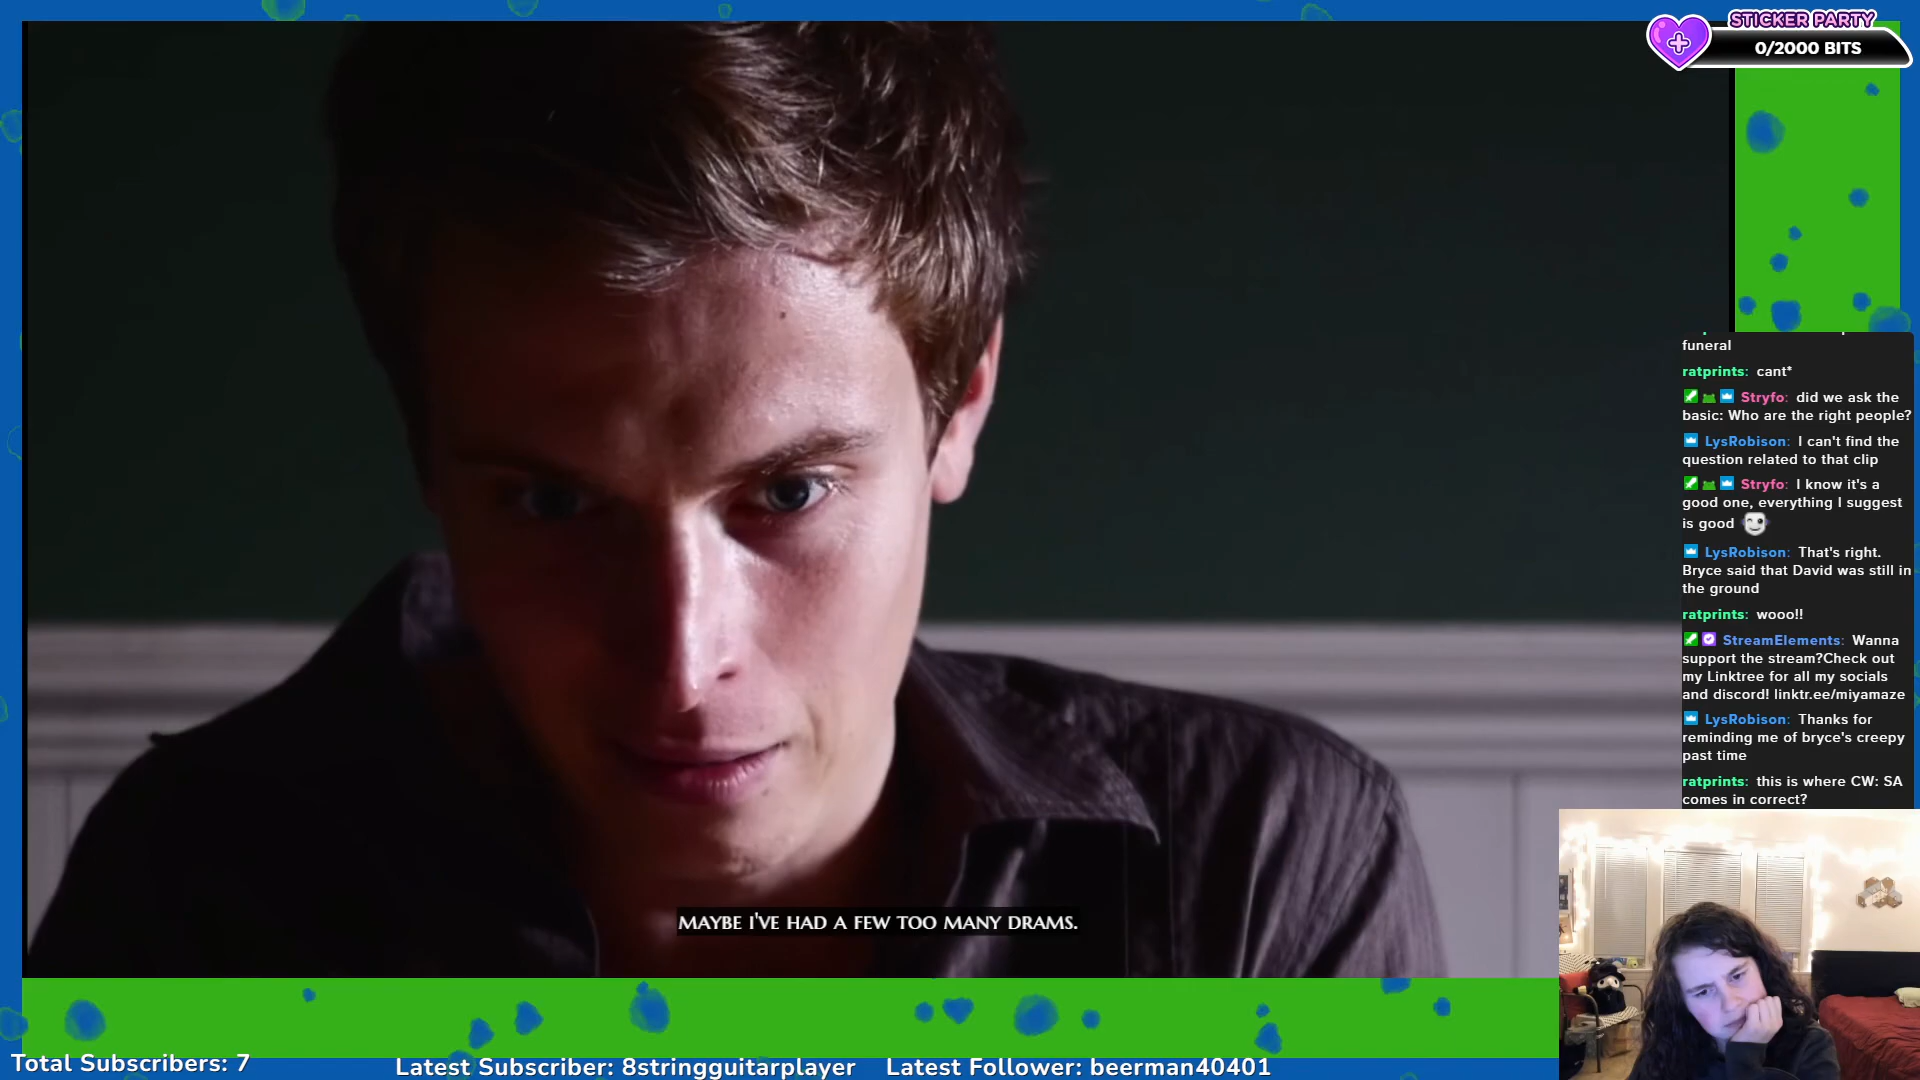 STICKER PARTY
0/2000 BITS
funeral
ratprints: cant*
Stryfo: did we ask the
basic: Who are the right people?
LysRobison: I can't find the
question related to that clip
Stryfo: I know it's a
good one, everything I suggest
is good
LysRobison: That's right.
Bryce said that David was still in
the ground
ratprints: wooo!!
StreamElements: Wanna
support the stream?Check out
my Linktree for all my socials
and discord! linktr.ee/miyamaze
LysRobison: Thanks for
reminding me of bryce's creepy
past time
ratprints: this is where CW: SA
comes in correct?
MAYBE I'VE HAD A FEW TOO MANY DRAMS.
Total Subscribers: 7
Latest Subscriber: 8stringguitarplayer
Latest Follower: beerman40401